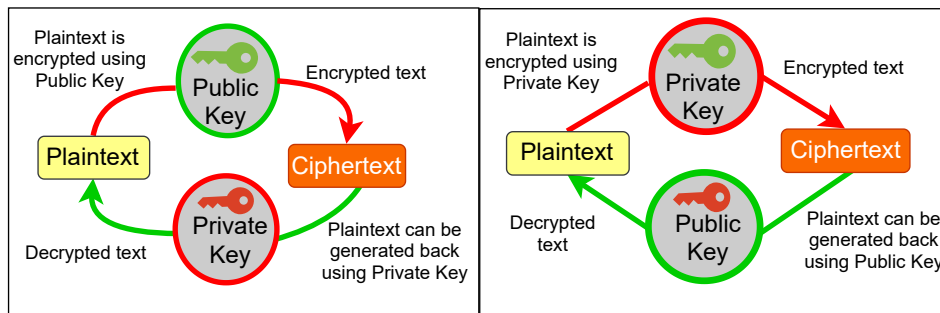 Plaintext is
encrypted using
Public Key
Public
Key
Encrypted text
Plaintext
Ciphertext
Private
Key
Decrypted text
Plaintext can be
generated back
using Private Key
Plaintext is
encrypted using
Private Key
Private
Key
Encrypted text
Plaintext
Ciphertext
Public
Key
Decrypted
text
Plaintext can be
generated back
using Public Key